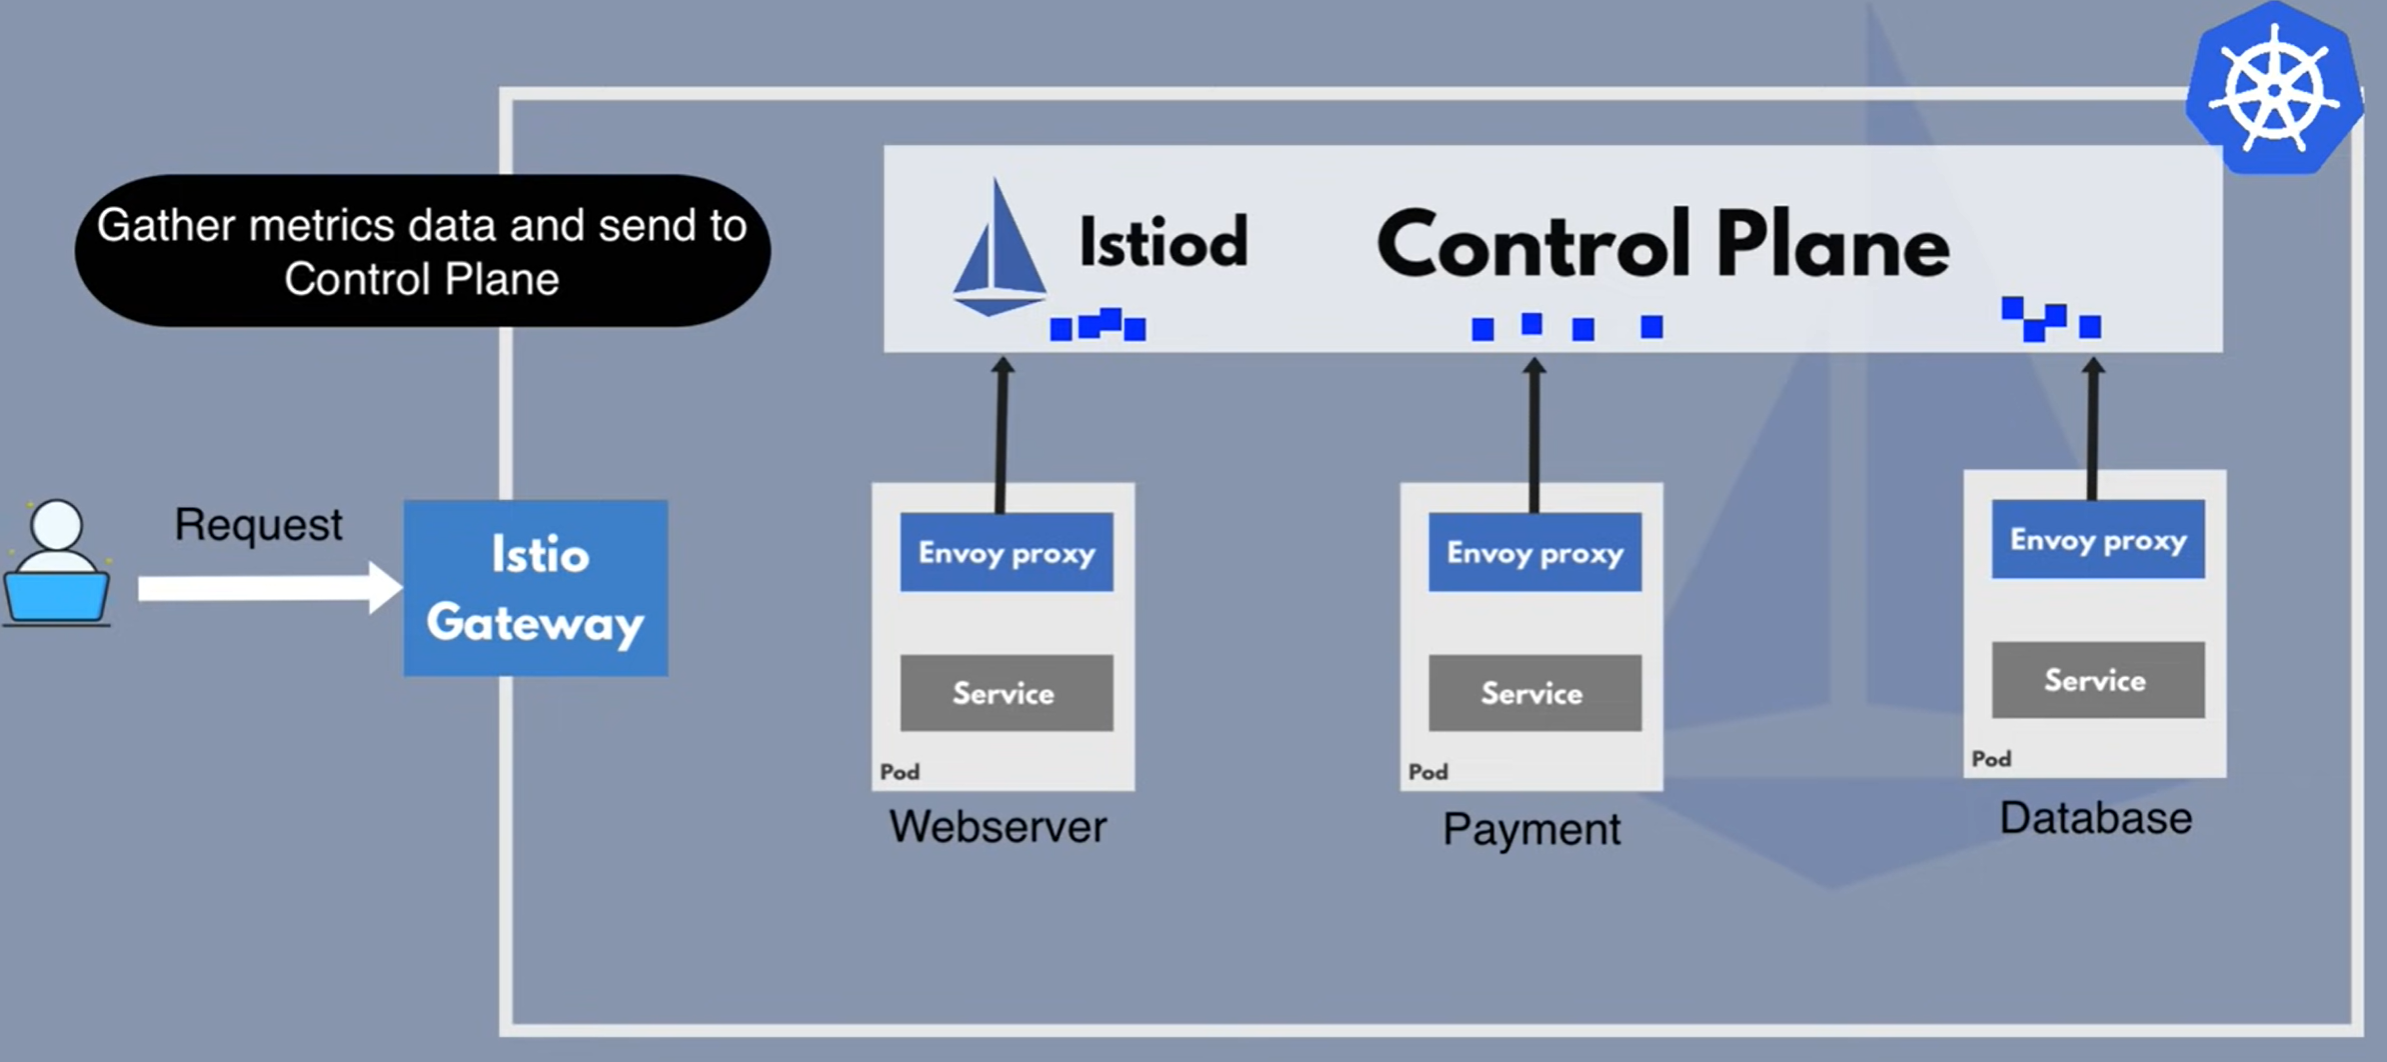 Gather metrics data and send to
Control Plane
Istiod
Control Plane
Request
Istio
Gateway
Envoy proxy
Service
Pod
Webserver
Envoy proxy
Service
Pod
Payment
Envoy proxy
Service
Pod
Database